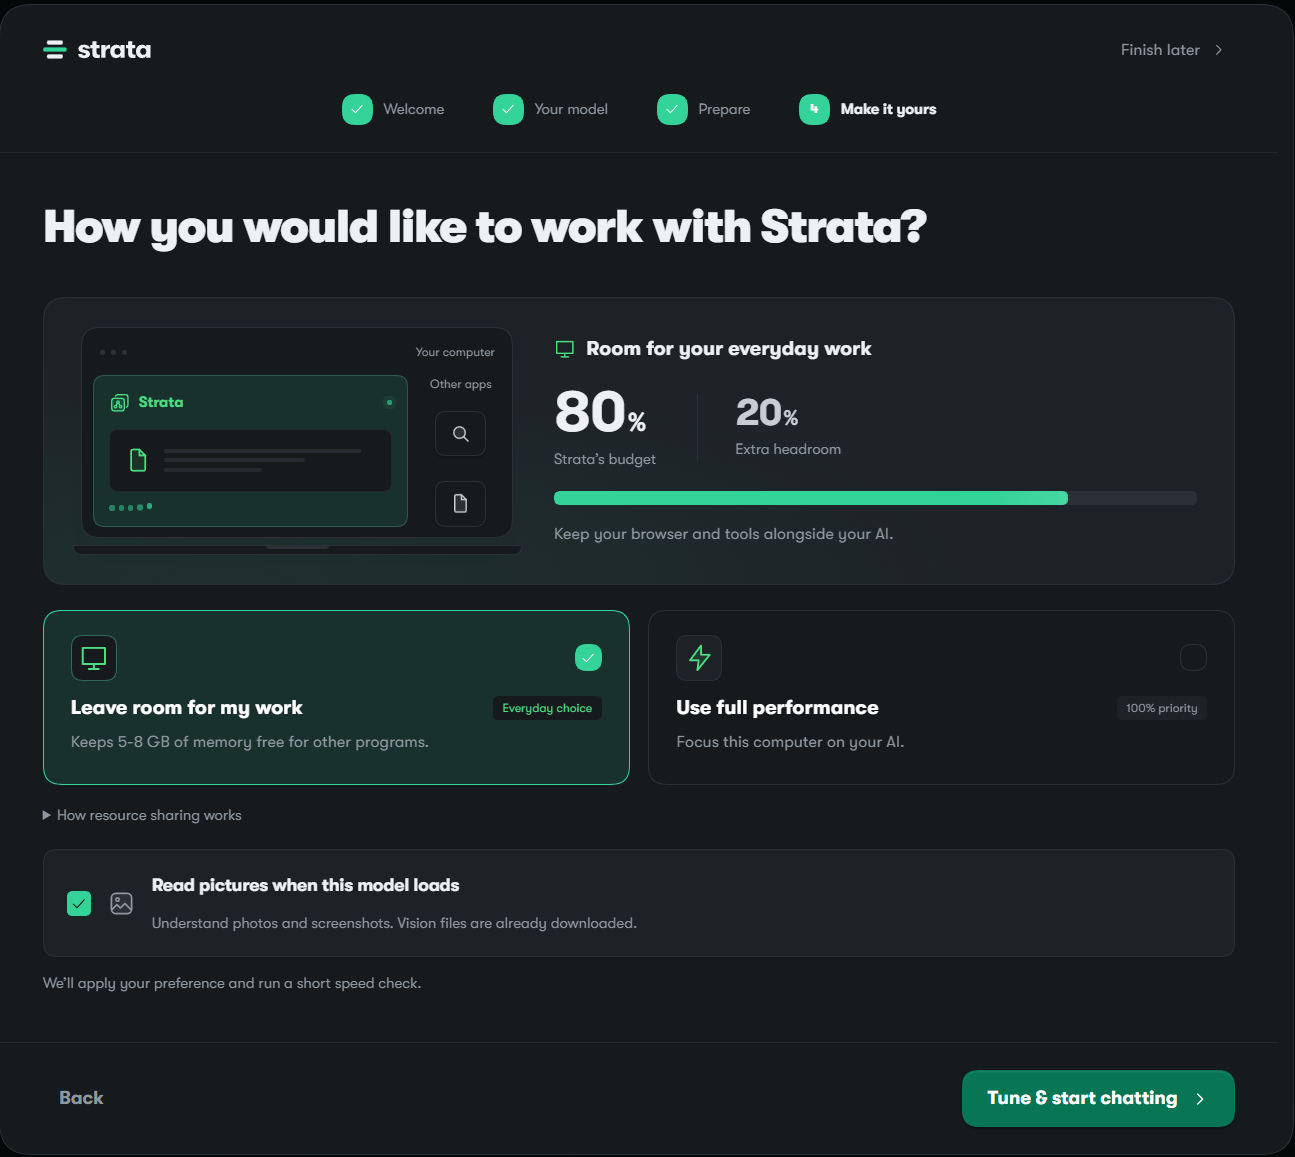 strata
Finish later
Welcome
Your model
Prepare
4
Make it yours
How you would like to work with Strata?
Your computer
Other apps
Strata
Room for your everyday work
80%
Strata’s budget
20%
Extra headroom
Keep your browser and tools alongside your AI.
Leave room for my work
Everyday choice
Keeps 5-8 GB of memory free for other programs.
Use full performance
100% priority
Focus this computer on your AI.
How resource sharing works
Read pictures when this model loads
Understand photos and screenshots. Vision files are already downloaded.
We’ll apply your preference and run a short speed check.
Back
Tune & start chatting